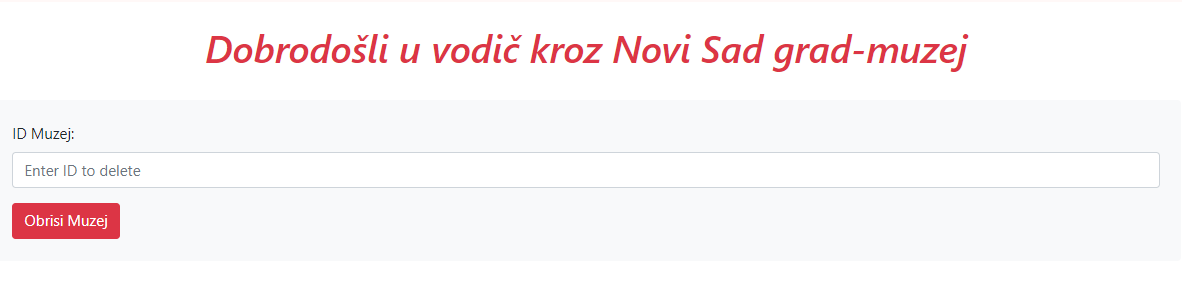 Dobrodošli u vodič kroz Novi Sad grad-muzej
ID Muzej:
Enter ID to delete
Obrisi Muzej